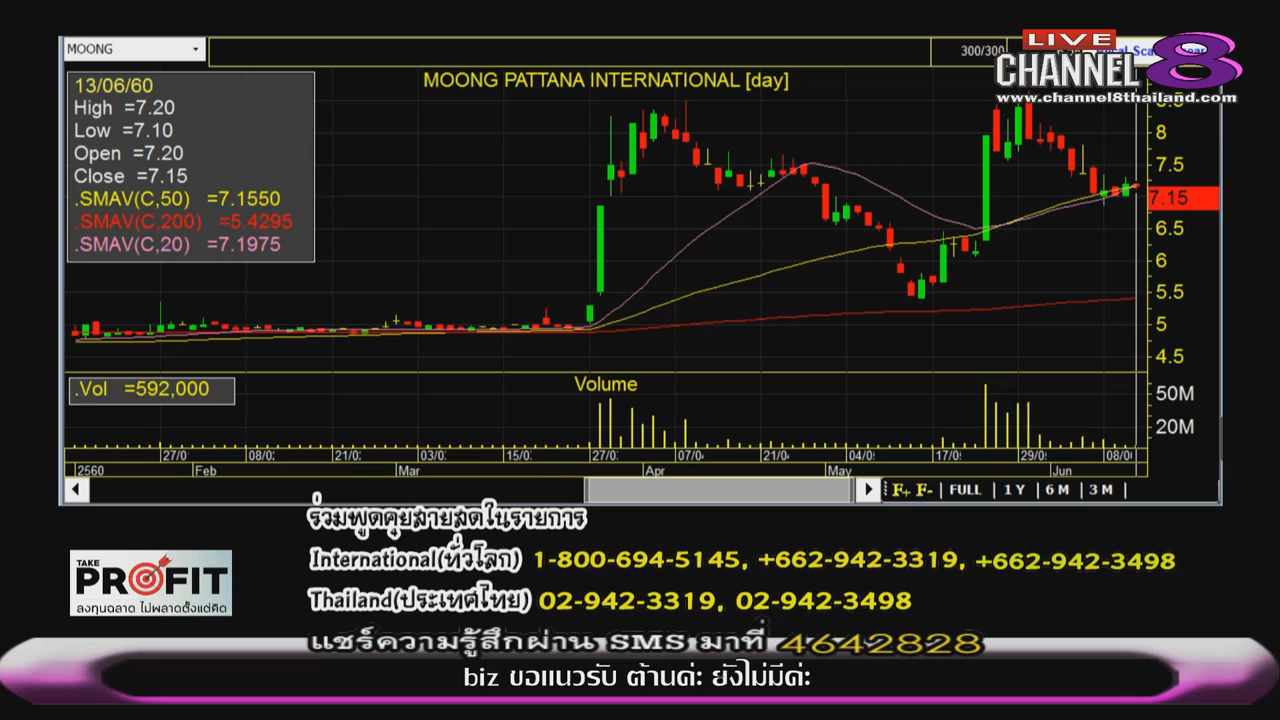 MOONG
300/300
LIVE
CHANNEL 8
www.channel8thailand.com
MOONG PATTANA INTERNATIONAL [day]
13/06/60
High =7.20
Low =7.10
Open =7.20
Close =7.15
.SMAV(C,50) =7.1550
.SMAV(C,200) =5.4295
.SMAV(C,20) =7.1975
8
7.5
7.15
6.5
6
5.5
5
4.5
.Vol =592,000
Volume
50M
20M
27/0 08/0 21/0 03/0 15/0 27/0 07/0 21/0 04/0 17/0 29/0 08/0
2560 Feb Mar Apr May Jun
F+ F- FULL 1 Y 6 M 3 M
ร่วมพูดคุยสายสดในรายการ
International(ทั่วโลก) 1-800-694-5145, +662-942-3319, +662-942-3498
TAKE PROFIT
ลงทุนฉลาด ไม่พลาดตั้งแต่คิด
Thailand(ประเทศไทย) 02-942-3319, 02-942-3498
แชร์ความรู้สึกผ่าน SMS มาที่ 4642828
biz ขอแนวรับ ต้านค่ะ ยังไม่มีค่ะ